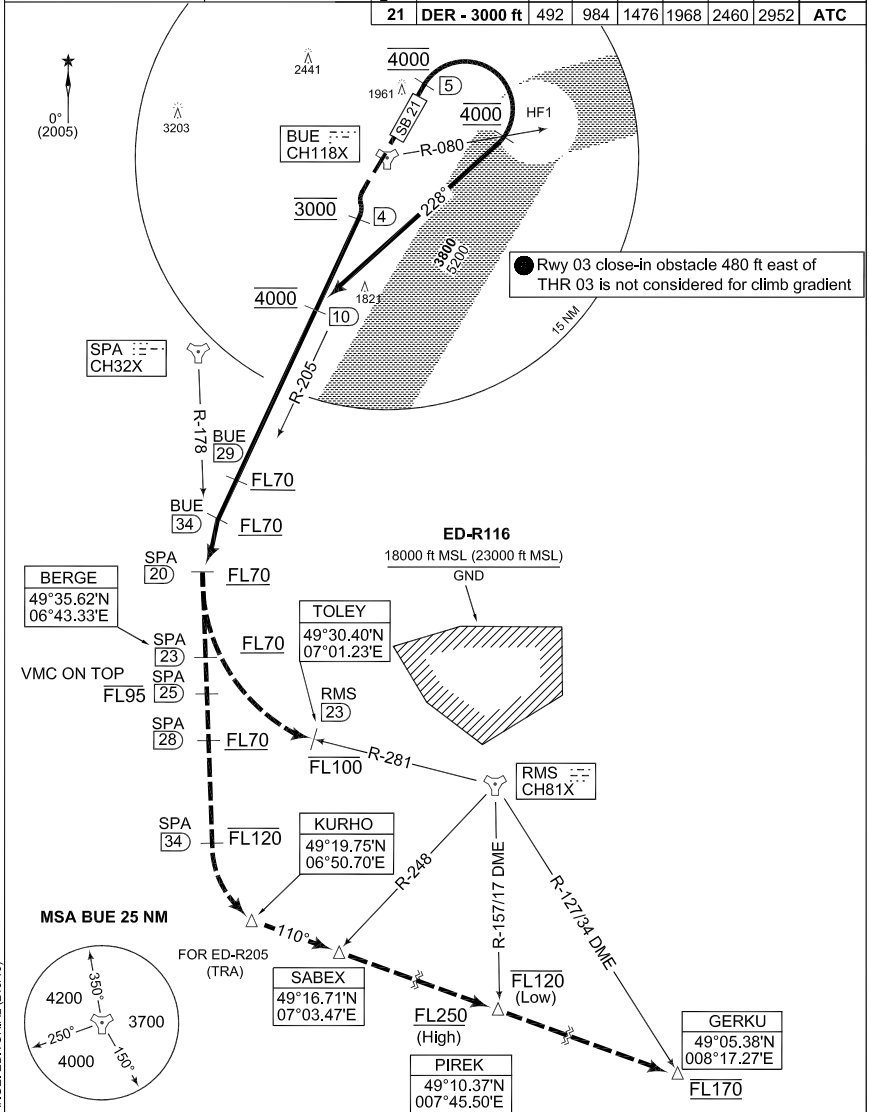 21 DER - 3000 ft 492 984 1476 1968 2460 2952 ATC
0°
(2005)
3203
2441
1961
4000
5
SB 21
4000
HF1
BUE
CH118X
R-080
3000
4
228°
3800
5200
Rwy 03 close-in obstacle 480 ft east of
THR 03 is not considered for climb gradient
4000
10
1821
15 NM
SPA
CH32X
R-205
R-178
BUE
29
FL70
BUE
34
FL70
SPA
20
FL70
ED-R116
18000 ft MSL (23000 ft MSL)
GND
BERGE
49°35.62'N
06°43.33'E
TOLEY
49°30.40'N
07°01.23'E
SPA
23
FL70
VMC ON TOP
FL95
SPA
25
RMS
23
SPA
28
FL70
FL100
R-281
RMS
CH81X
SPA
34
FL120
KURHO
49°19.75'N
06°50.70'E
R-248
R-157/17 DME
R-127/34 DME
MSA BUE 25 NM
350°
4200
3700
250°
4000
150°
110°
FOR ED-R205
(TRA)
SABEX
49°16.71'N
07°03.47'E
FL120
(Low)
FL250
(High)
PIREK
49°10.37'N
007°45.50'E
GERKU
49°05.38'N
008°17.27'E
FL170